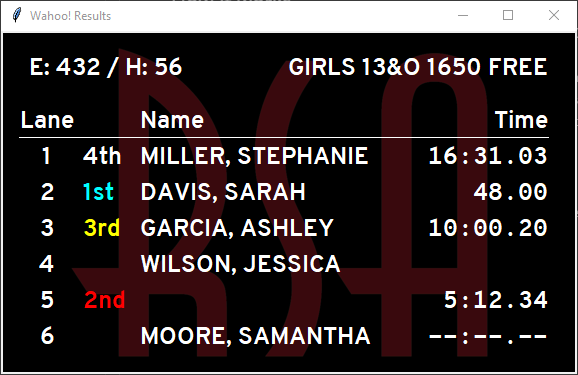 Wahoo! Results
E: 432 / H: 56 GIRLS 13&O 1650 FREE
Lane Name Time
1 4th MILLER, STEPHANIE 16:31.03
2 1st DAVIS, SARAH 48.00
3 3rd GARCIA, ASHLEY 10:00.20
4 WILSON, JESSICA
5 2nd 5:12.34
6 MOORE, SAMANTHA --:--.--
RSA